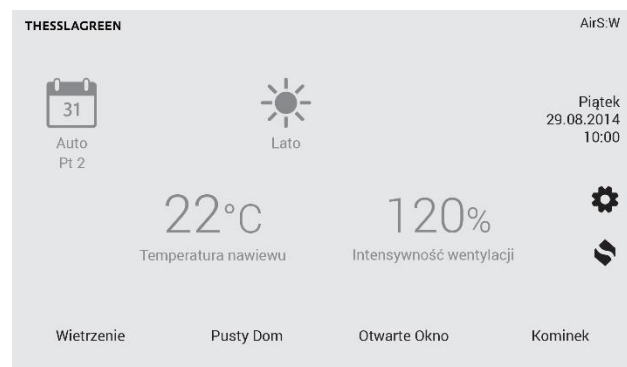 THESSLAGREEN
AirS:W
31
Auto
Pt 2
Lato
Piątek
29.08.2014
10:00
22°C
Temperatura nawiewu
120%
Intensywność wentylacji
Wietrzenie
Pusty Dom
Otwarte Okno
Kominek